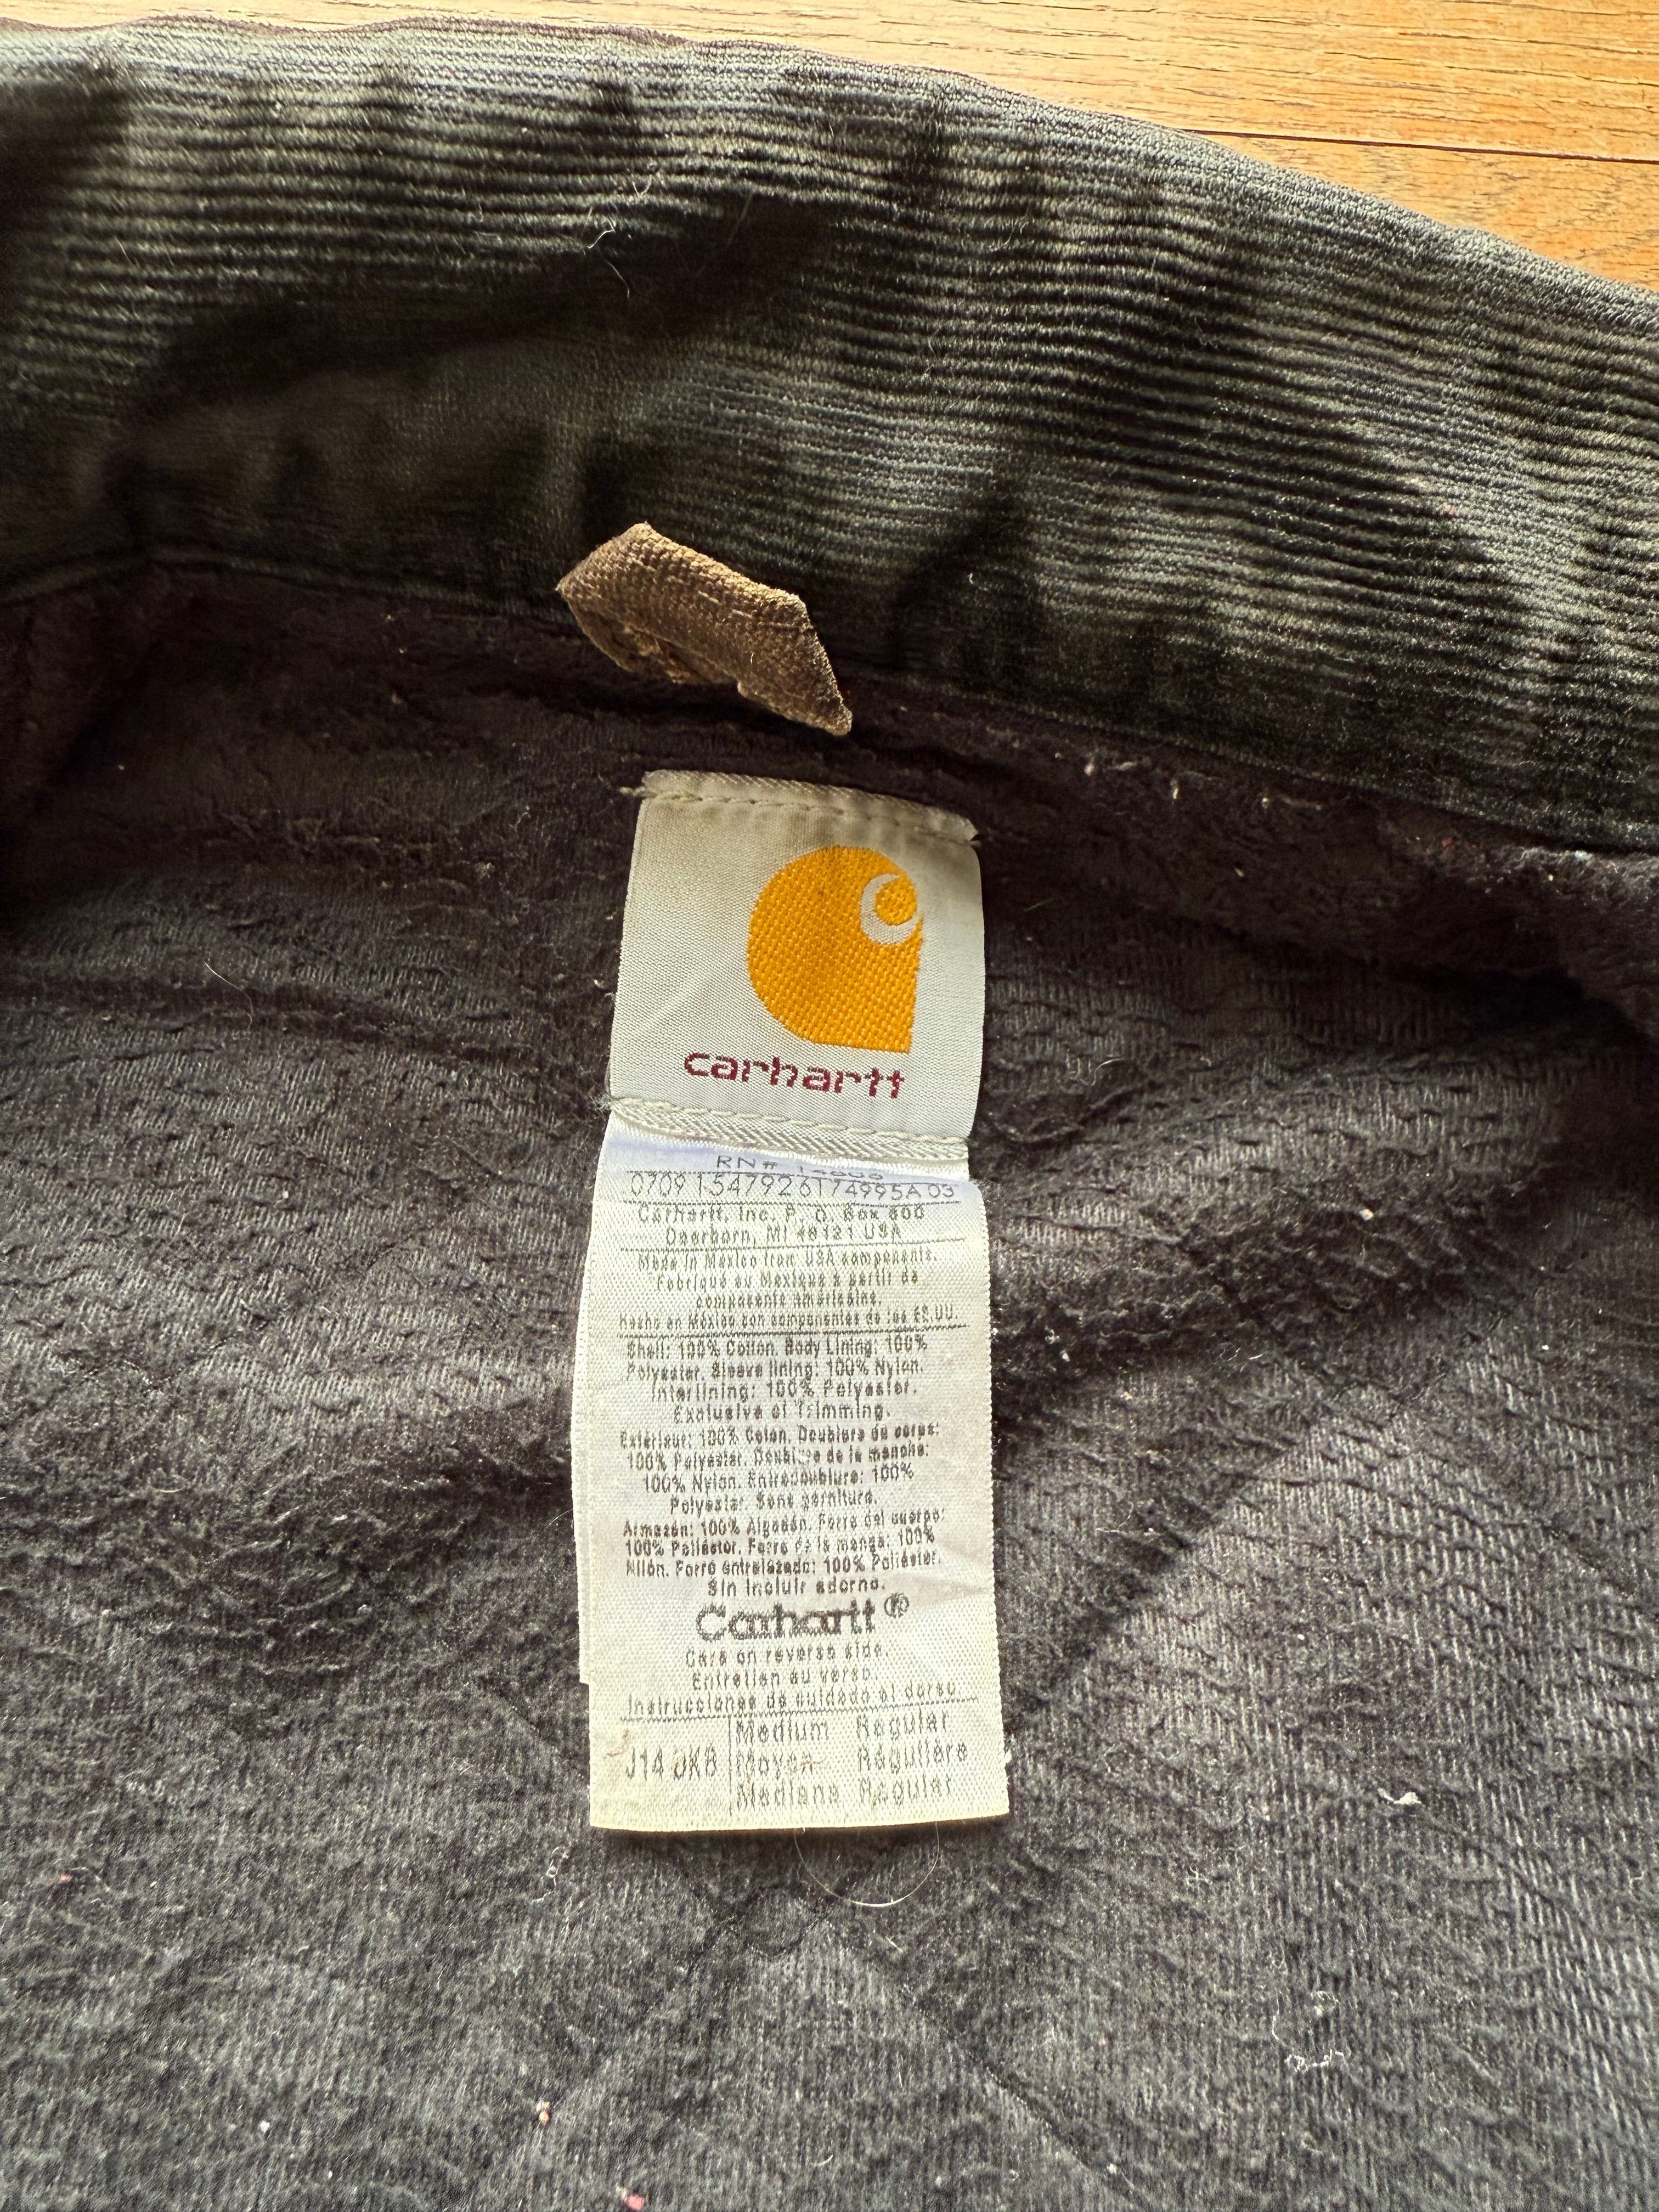 carhartt
RN# 14806
0709 1547926174995A 03
Carhartt, Inc. P. O. Box 600
Dearborn, MI 48121 USA
Made in Mexico from USA components.
Fabriqué au Mexique à partir de
composants américains.
Hecho en México con componentes de los EE.UU.
Shell: 100% Cotton. Body Lining: 100%
Polyester. Sleeve lining: 100% Nylon.
Interlining: 100% Polyester.
Exclusive of Trimming.
Extérieur: 100% Coton. Doublure du corps:
100% Polyester. Doublure de la manche:
100% Nylon. Entredoublure: 100%
Polyester. Sans garniture.
Armazón: 100% Algodón. Forro del cuerpo:
100% Poliéstor. Forro de la manga: 100%
Nilón. Forro entrelazado: 100% Poliéster.
Sin incluir adorno.
Carhartt®
Care on reverse side.
Entretien au verso.
Instrucciones de cuidado al dorso
J14 DKB
Medium Regular
Moyen Régulière
Mediana Regular